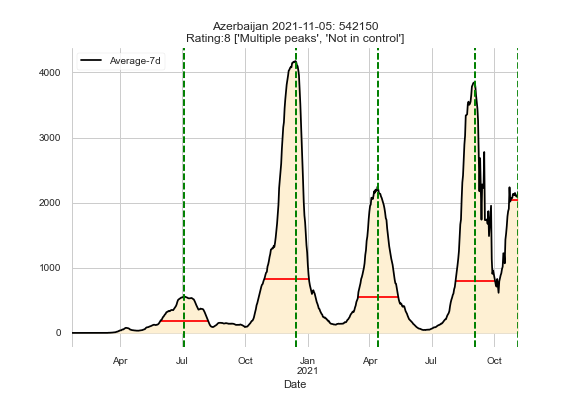 Azerbaijan 2021-11-05: 542150
Rating:8 ['Multiple peaks', 'Not in control']
Average-7d
4000
3000
2000
1000
0
Apr Jul Oct Jan Apr Jul Oct
2021
Date